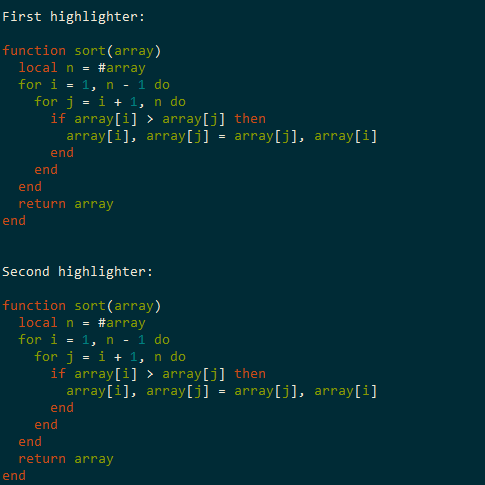 First highlighter:

function sort(array)
  local n = #array
  for i = 1, n - 1 do
    for j = i + 1, n do
      if array[i] > array[j] then
        array[i], array[j] = array[j], array[i]
      end
    end
  end
  return array
end

Second highlighter:

function sort(array)
  local n = #array
  for i = 1, n - 1 do
    for j = i + 1, n do
      if array[i] > array[j] then
        array[i], array[j] = array[j], array[i]
      end
    end
  end
  return array
end